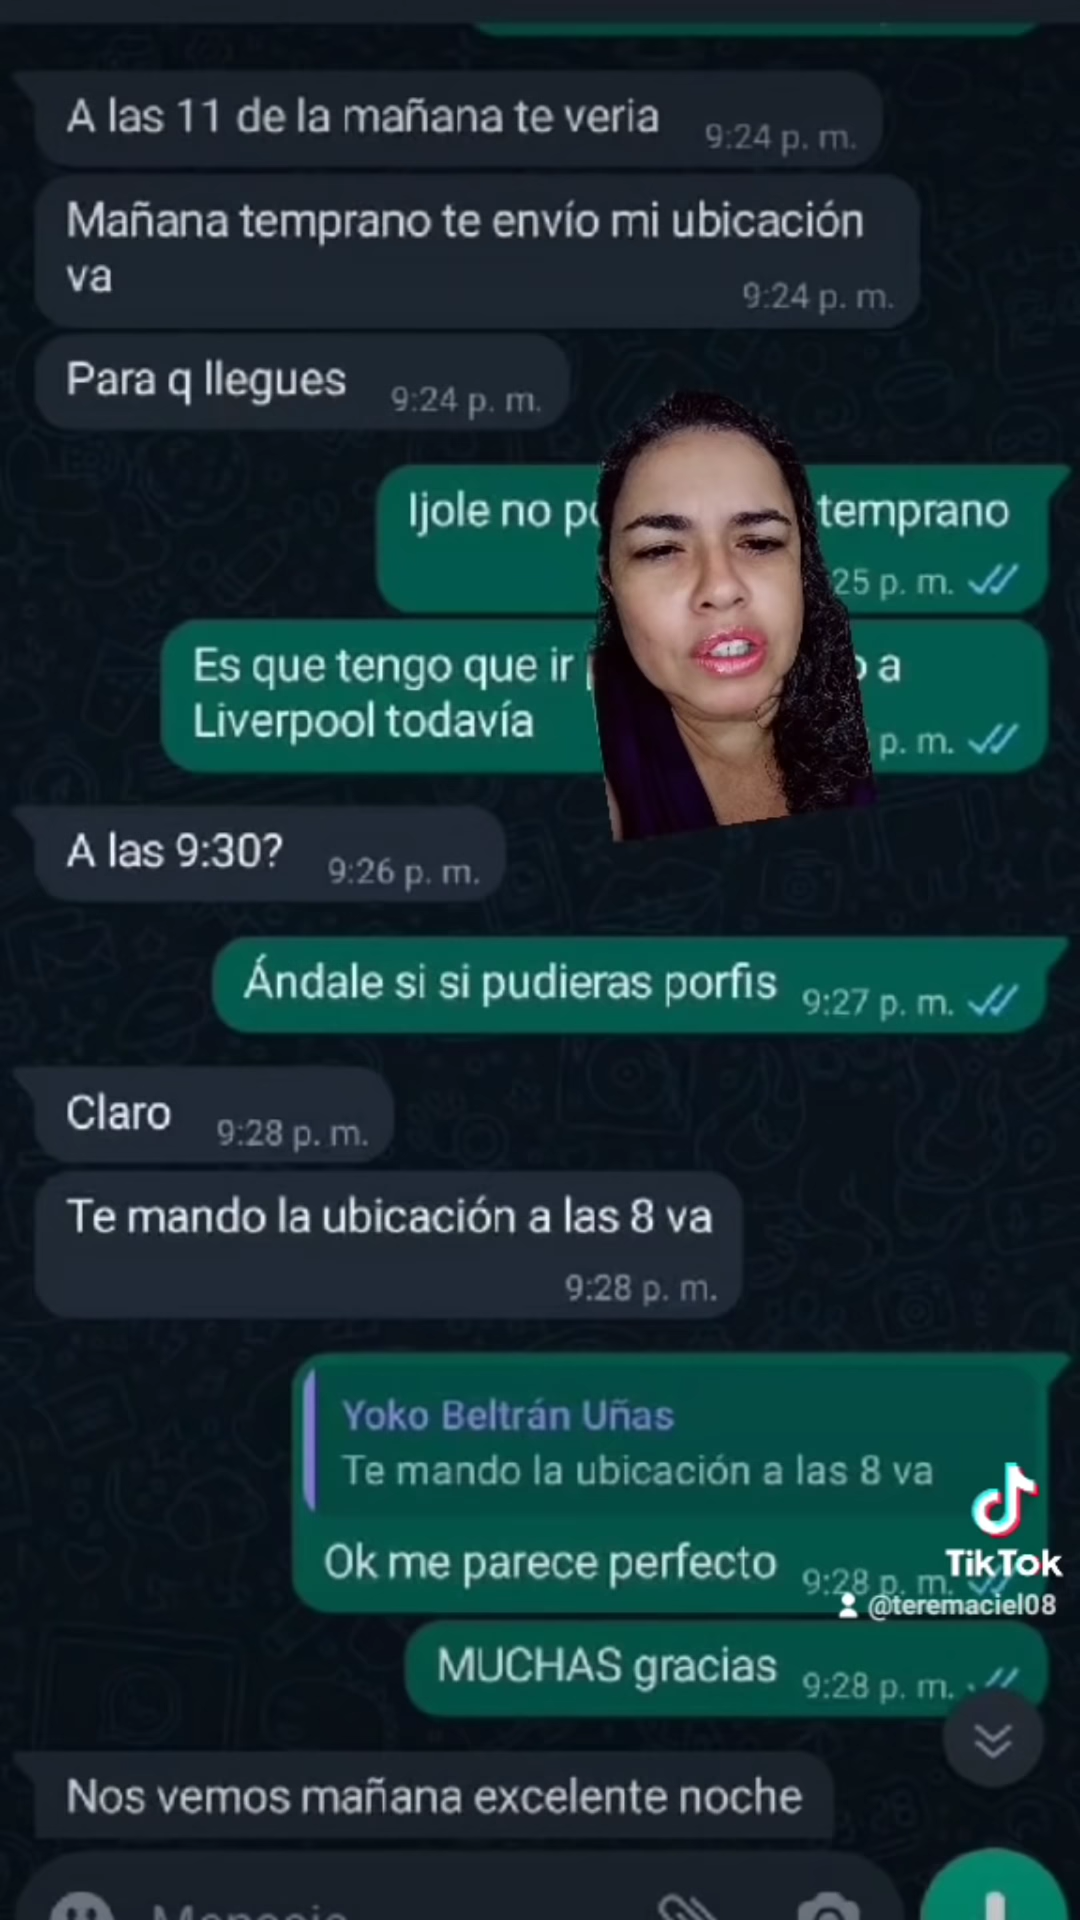 A las 11 de la mañana te veria 9:24 p. m.
Mañana temprano te envío mi ubicación
va 9:24 p. m.
Para q llegues 9:24 p. m.
Ijole no temprano
25 p. m.
Es que tengo que ir a
Liverpool todavía p. m.
A las 9:30? 9:26 p. m.
Ándale si si pudieras porfis 9:27 p. m.
Claro 9:28 p. m.
Te mando la ubicación a las 8 va
9:28 p. m.
Yoko Beltrán Uñas
Te mando la ubicación a las 8 va
Ok me parece perfecto 9:28 p. m.
TikTok
@teremaciel08
MUCHAS gracias 9:28 p. m.
Nos vemos mañana excelente noche